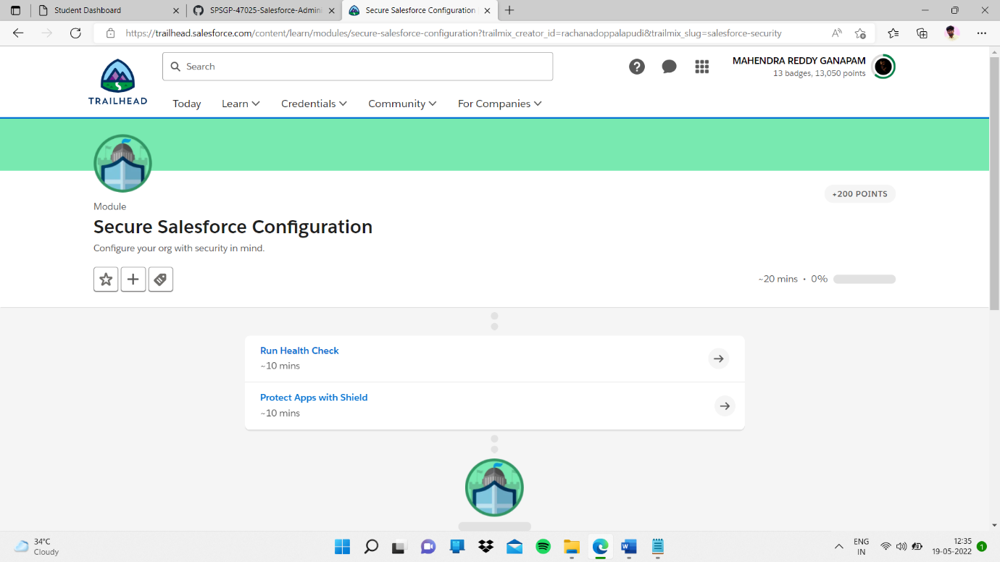 Student Dashboard
SPSGP-47025-Salesforce-Admini
Secure Salesforce Configuration
https://trailhead.salesforce.com/content/learn/modules/secure-salesforce-configuration?trailmix_creator_id=rachanadoppalapudi&trailmix_slug=salesforce-security
TRAILHEAD
Search
MAHENDRA REDDY GANAPAM
13 badges, 13,050 points
Today Learn Credentials Community For Companies
+200 POINTS
Module
Secure Salesforce Configuration
Configure your org with security in mind.
~20 mins • 0%
Run Health Check
~10 mins
Protect Apps with Shield
~10 mins
34°C
Cloudy
ENG
IN
12:35
19-05-2022
1